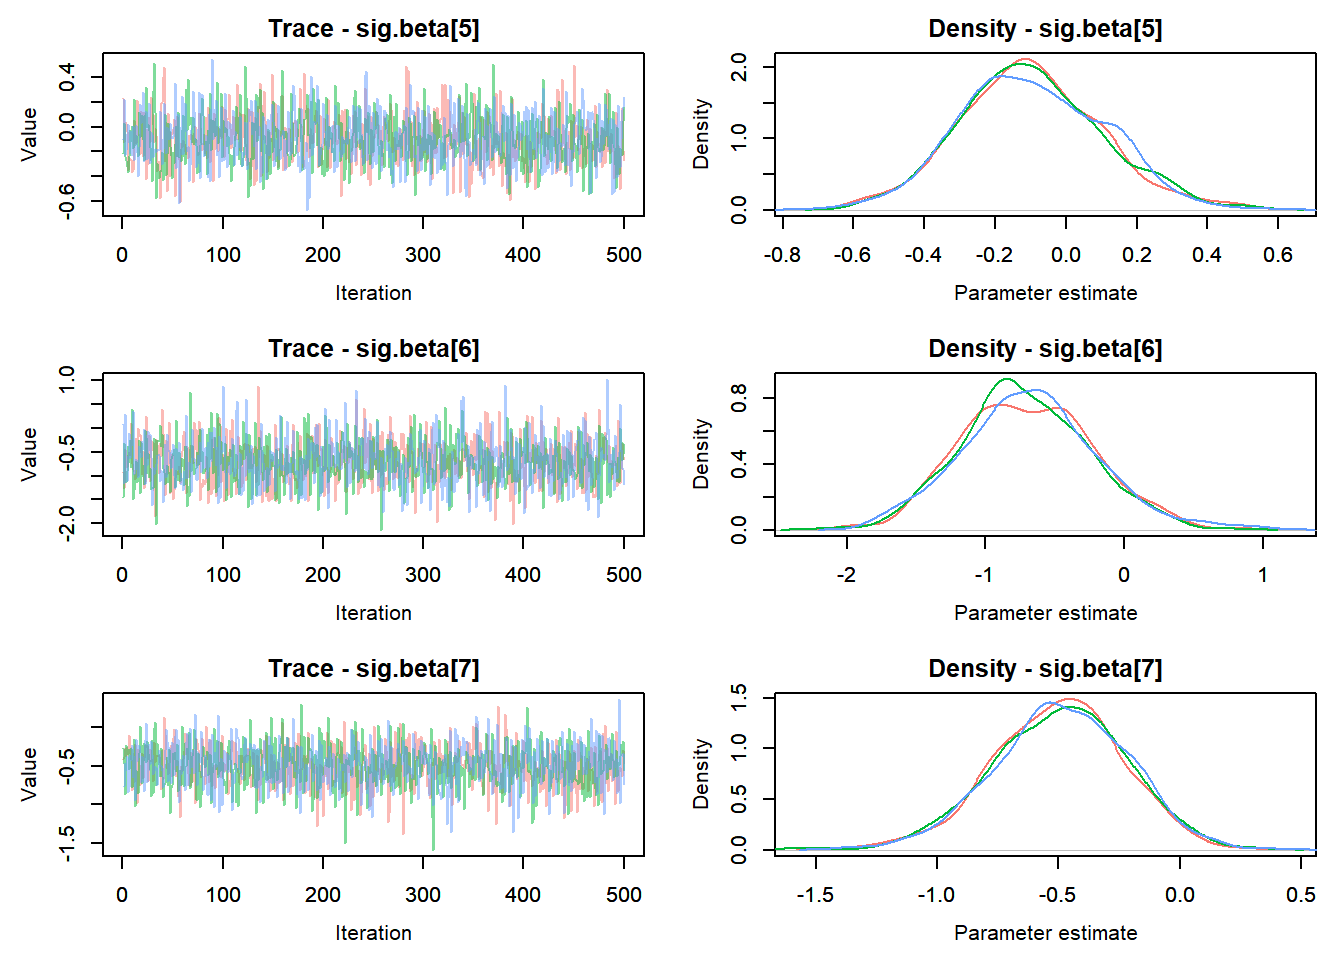 Trace - sig.beta[5]
Value
-0.6 0.0 0.4
0 100 200 300 400 500
Iteration
Density - sig.beta[5]
Density
0.0 1.0 2.0
-0.8 -0.6 -0.4 -0.2 0.0 0.2 0.4 0.6
Parameter estimate
Trace - sig.beta[6]
Value
-2.0 -0.5 1.0
0 100 200 300 400 500
Iteration
Density - sig.beta[6]
Density
0.0 0.4 0.8
-2 -1 0 1
Parameter estimate
Trace - sig.beta[7]
Value
-1.5 -0.5
0 100 200 300 400 500
Iteration
Density - sig.beta[7]
Density
0.0 0.5 1.0 1.5
-1.5 -1.0 -0.5 0.0 0.5
Parameter estimate